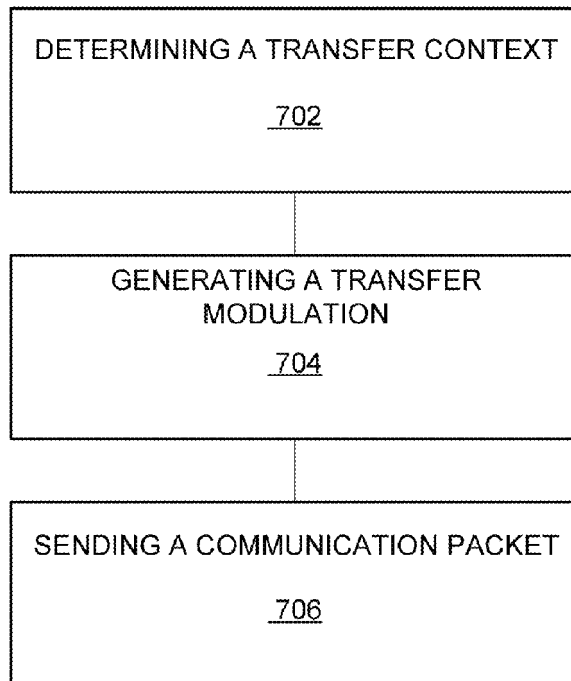 DETERMINING A TRANSFER CONTEXT
702
GENERATING A TRANSFER
MODULATION
704
SENDING A COMMUNICATION PACKET
706